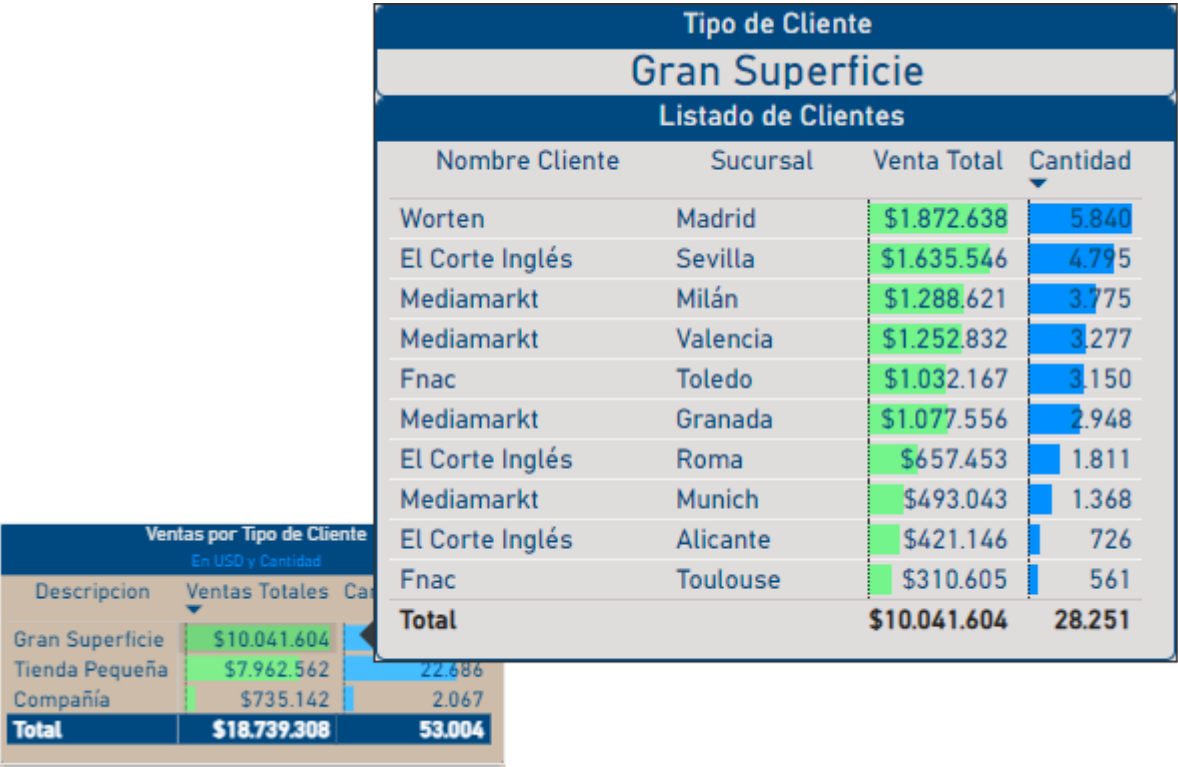 Tipo de Cliente
Gran Superficie
Listado de Clientes
Nombre Cliente Sucursal Venta Total Cantidad
Worten Madrid $1.872.638 5.840
El Corte Inglés Sevilla $1.635.546 4.795
Mediamarkt Milán $1.288.621 3.775
Mediamarkt Valencia $1.252.832 3.277
Fnac Toledo $1.032.167 3.150
Mediamarkt Granada $1.077.556 2.948
El Corte Inglés Roma $657.453 1.811
Mediamarkt Munich $493.043 1.368
El Corte Inglés Alicante $421.146 726
Fnac Toulouse $310.605 561
Total $10.041.604 28.251
Ventas por Tipo de Cliente
En USD y Cantidad
Descripcion Ventas Totales
Gran Superficie $10.041.604
Tienda Pequeña $7.962.562 22.686
Compañía $735.142 2.067
Total $18.739.308 53.004